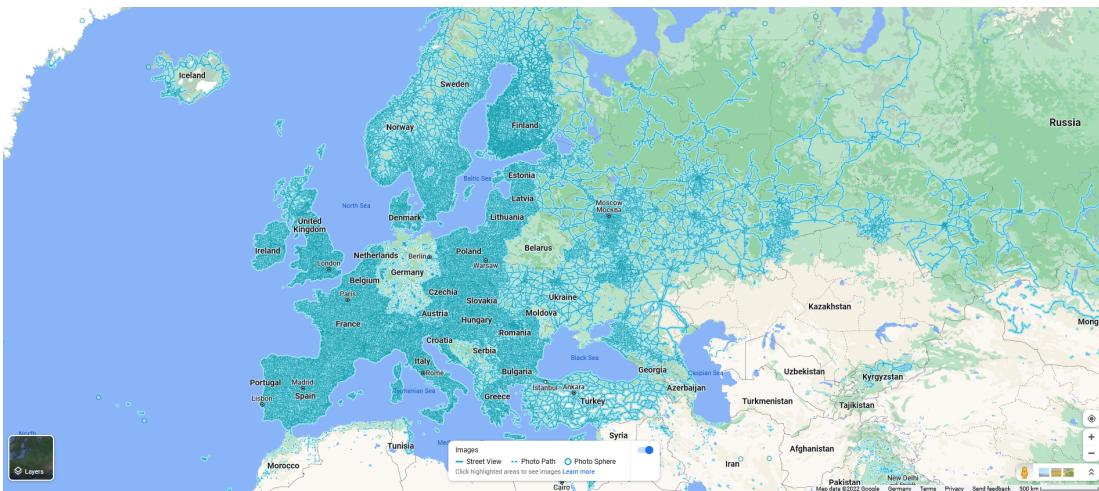 Iceland
Sweden
Norway
Finland
Russia
Estonia
Baltic Sea
Latvia
North Sea
Moscow
Москва
Denmark
Lithuania
United
Kingdom
Ireland
Netherlands
Berlin
Poland
Belarus
London
Germany
Warsaw
Belgium
Czechia
Paris
Slovakia
Ukraine
Kazakhstan
Austria
Moldova
Hungary
France
Mong
Romania
Croatia
Serbia
Italy
Black Sea
Bulgaria
Georgia
Caspian Sea
Uzbekistan
Kyrgyzstan
Rome
Portugal
Madrid
Istanbul
Ankara
Azerbaijan
Tyrrhenian Sea
Spain
Lisbon
Greece
Turkey
Turkmenistan
Tajikistan
North
Tunisia
Syria
Afghanistan
Iran
Morocco
Pakistan
New Delhi
Cairo
Layers
Images
Street View
Photo Path
Photo Sphere
Click highlighted areas to see images Learn more
Map data ©2022 Google Germany Terms Privacy Send feedback 500 km